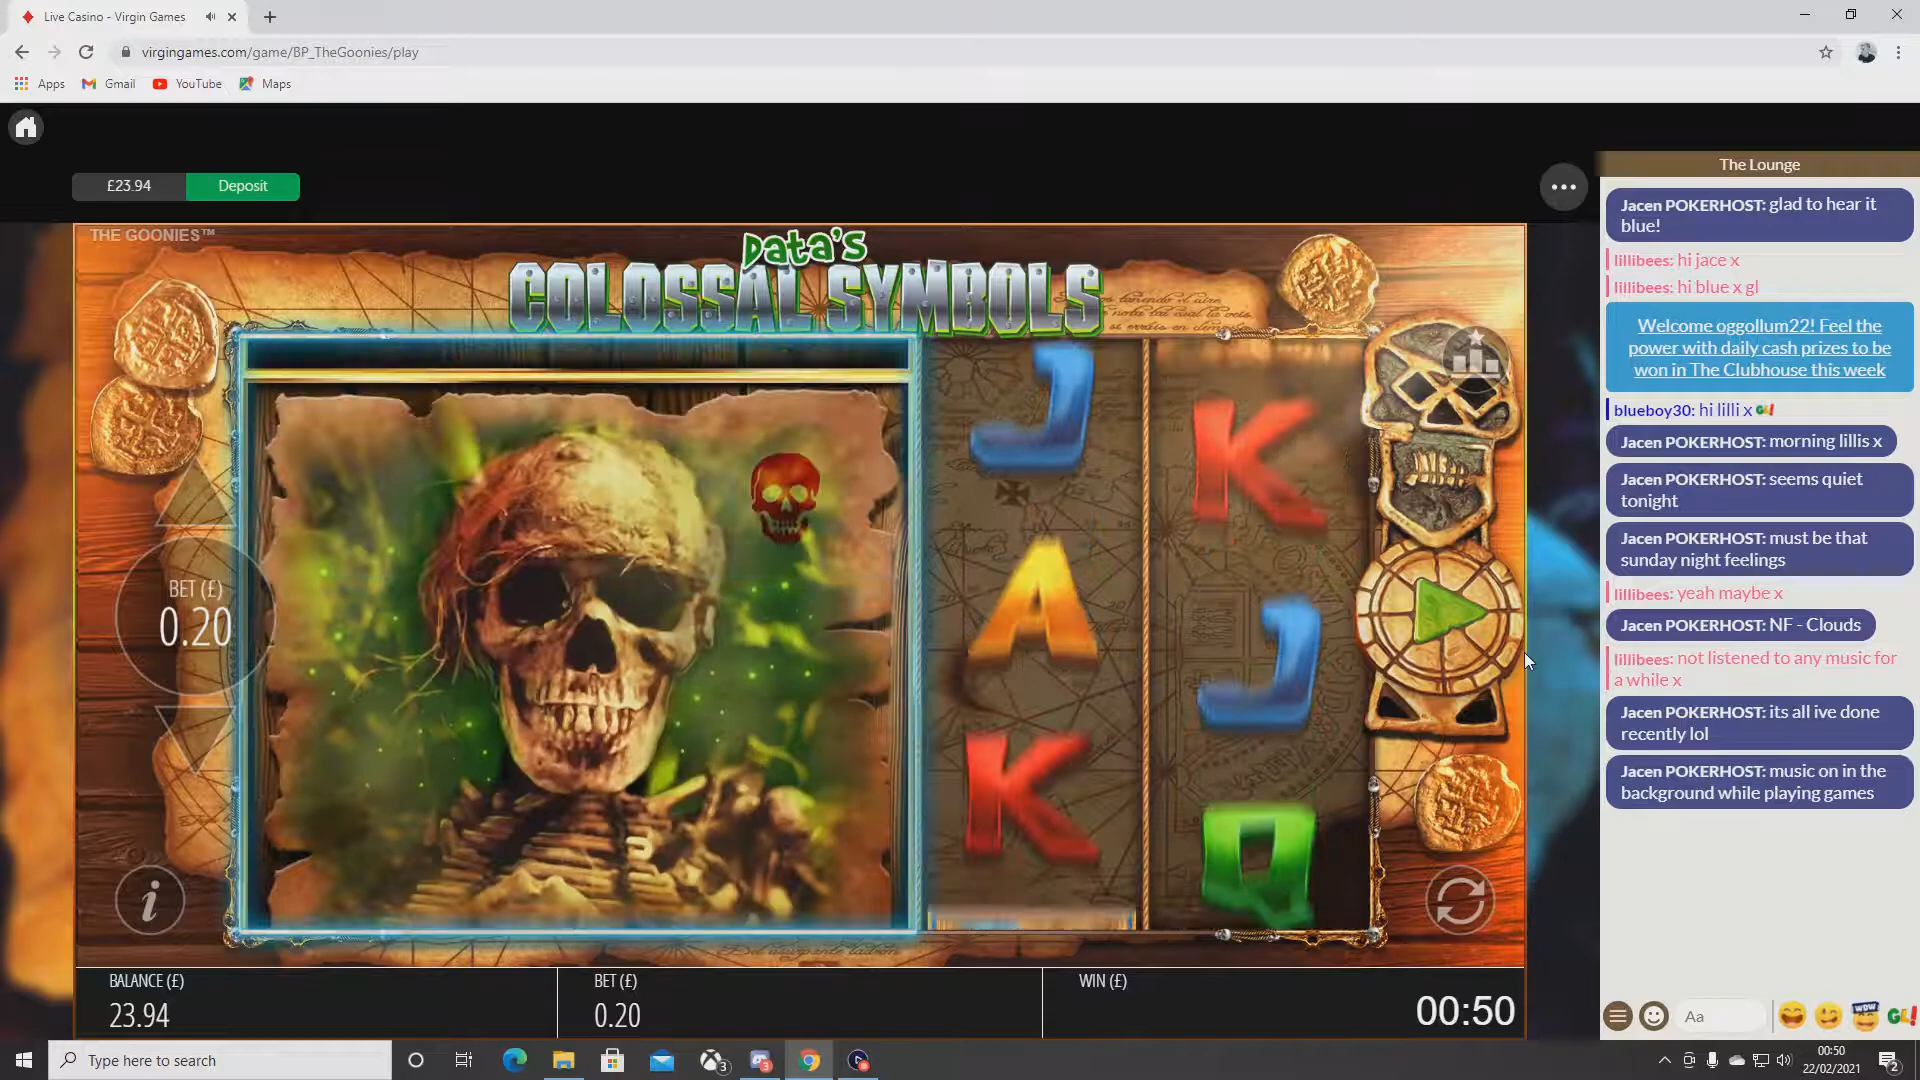 Live Casino - Virgin Games
virgingames.com/game/BP_TheGoonies/play
Apps
Gmail
YouTube
Maps
£23.94
Deposit
THE GOONIES™
Data's
COLOSSAL SYMBOLS
J
K
A
J
K
Q
BET (£)
0.20
i
BALANCE (£)
23.94
BET (£)
0.20
WIN (£)
00:50
The Lounge
Jacen POKERHOST: glad to hear it
blue!
lillibees: hi jace x
lillibees: hi blue x gl
Welcome oggollum22! Feel the
power with daily cash prizes to be
won in The Clubhouse this week
blueboy30: hi lilli x GL!
Jacen POKERHOST: morning lillis x
Jacen POKERHOST: seems quiet
tonight
Jacen POKERHOST: must be that
sunday night feelings
lillibees: yeah maybe x
Jacen POKERHOST: NF - Clouds
lillibees: not listened to any music for
a while x
Jacen POKERHOST: its all ive done
recently lol
Jacen POKERHOST: music on in the
background while playing games
Aa
WOW
GL!
Type here to search
3
3
00:50
22/02/2021
2